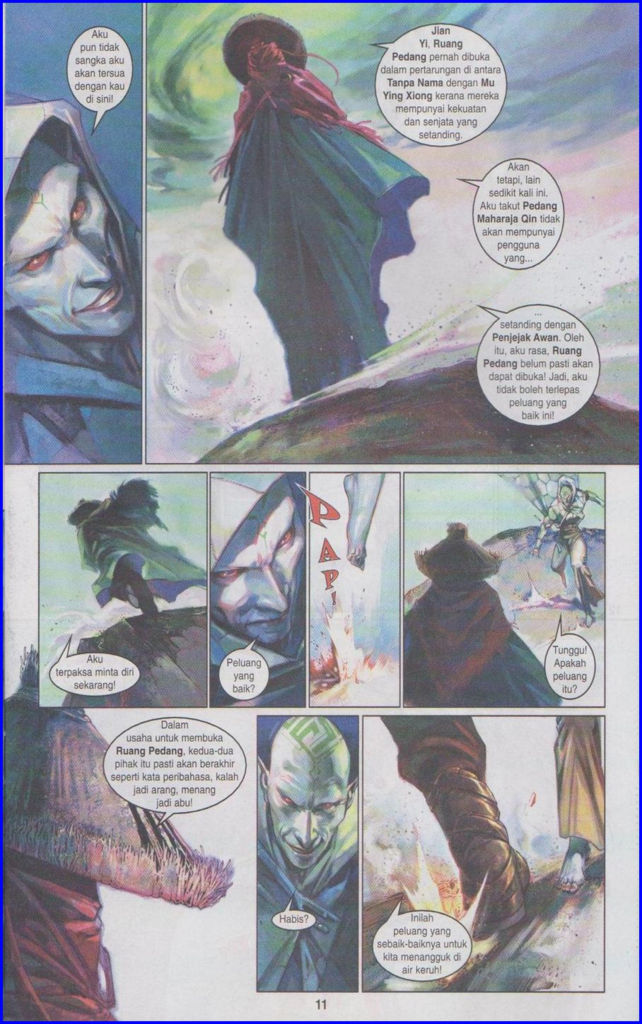 Aku
pun tidak
sangka aku
akan tersua
dengan kau
di sini!
Jian
Yi, Ruang
Pedang pernah dibuka
dalam pertarungan di antara
Tanpa Nama dengan Mu
Ying Xiong kerana mereka
mempunyai kekuatan
dan senjata yang
setanding.
Akan
tetapi, lain
sedikit kali ini.
Aku takut Pedang
Maharaja Qin tidak
akan mempunyai
pengguna
yang...
...
setanding dengan
Penjejak Awan. Oleh
itu, aku rasa, Ruang
Pedang belum pasti akan
dapat dibuka! Jadi, aku
tidak boleh terlepas
peluang yang
baik ini!
Aku
terpaksa minta diri
sekarang!
Peluang
yang
baik?
PAP!
Tunggu!
Apakah
peluang
itu?
Dalam
usaha untuk membuka
Ruang Pedang, kedua-dua
pihak itu pasti akan berakhir
seperti kata peribahasa, kalah
jadi arang, menang
jadi abu!
Habis?
Inilah
peluang yang
sebaik-baiknya untuk
kita menangguk di
air keruh!
11